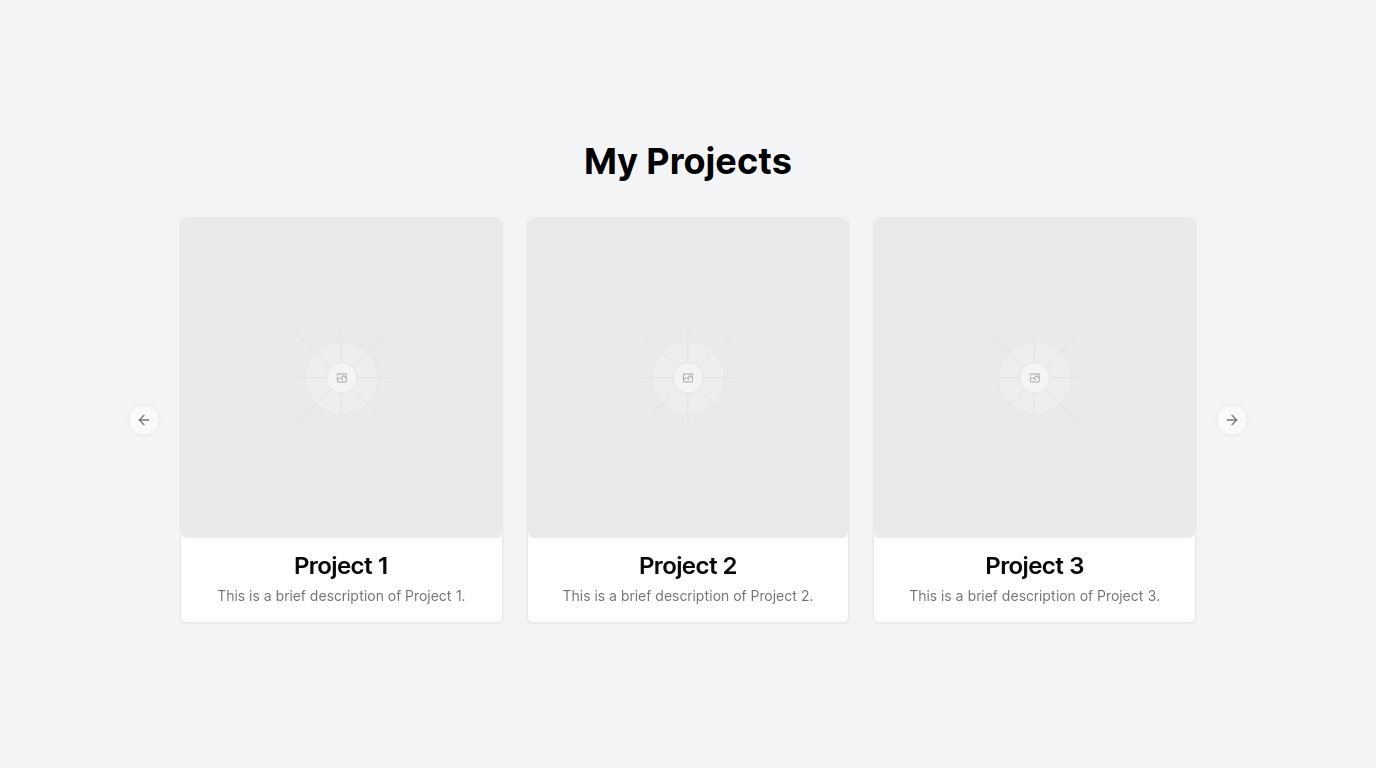 My Projects
Project 1
This is a brief description of Project 1.
Project 2
This is a brief description of Project 2.
Project 3
This is a brief description of Project 3.